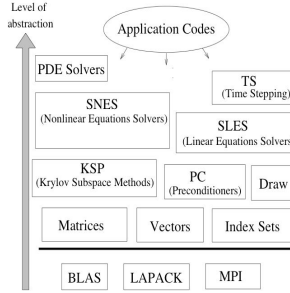 Level of
abstraction
Application Codes
PDE Solvers
TS
(Time Stepping)
SNES
(Nonlinear Equations Solvers)
SLES
(Linear Equations Solvers
KSP
(Krylov Subspace Methods)
PC
(Preconditioners)
Draw
Matrices
Vectors
Index Sets
BLAS
LAPACK
MPI